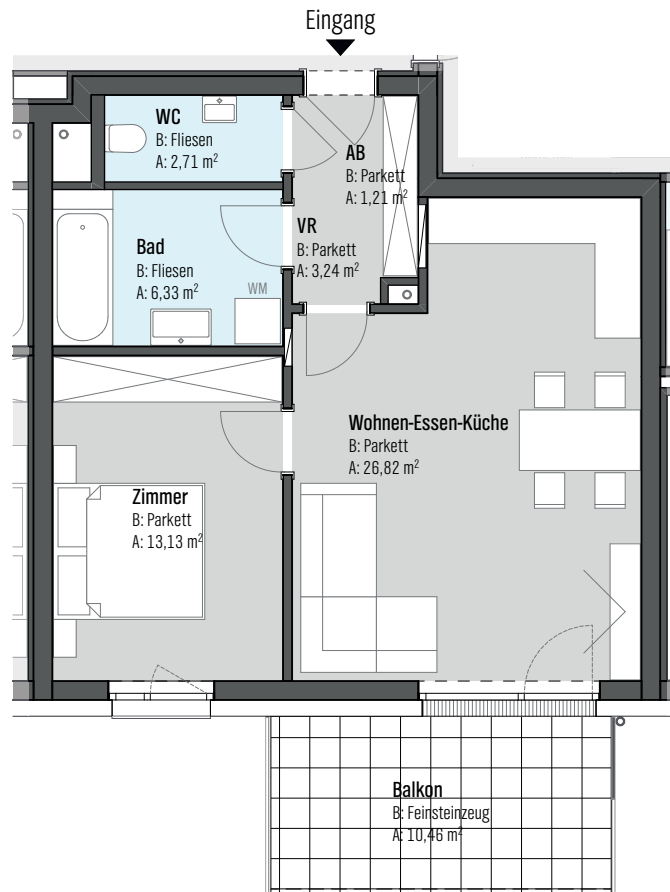 Eingang
WC
B: Fliesen
A: 2,71 m²
AB
B: Parkett
A: 1,21 m²
VR
B: Parkett
A: 3,24 m²
Bad
B: Fliesen
A: 6,33 m²
WM
Wohnen-Essen-Küche
B: Parkett
A: 26,82 m²
Zimmer
B: Parkett
A: 13,13 m²
Balkon
B: Feinsteinzeug
A: 10,46 m²